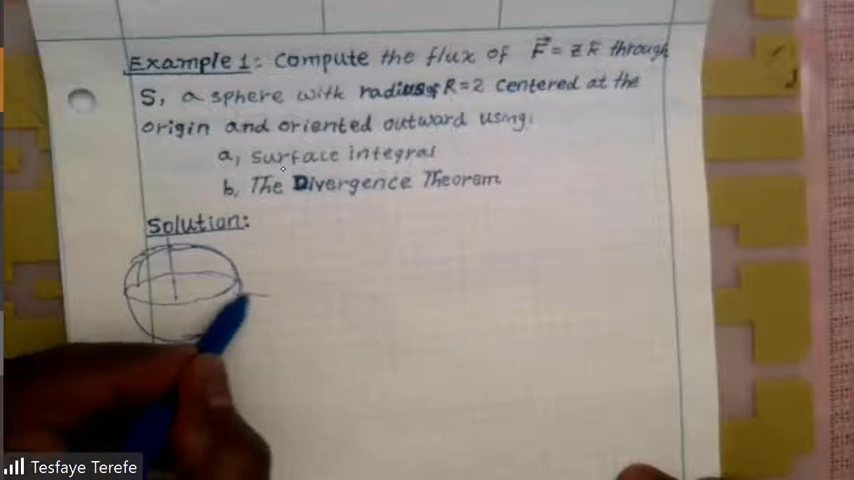 Example 1: Compute the flux of F⃗ = z k⃗ through
S, a sphere with radius of R=2 centered at the
origin and oriented outward using:
a, surface integral
b, The Divergence Theorem
Solution:
Tesfaye Terefe